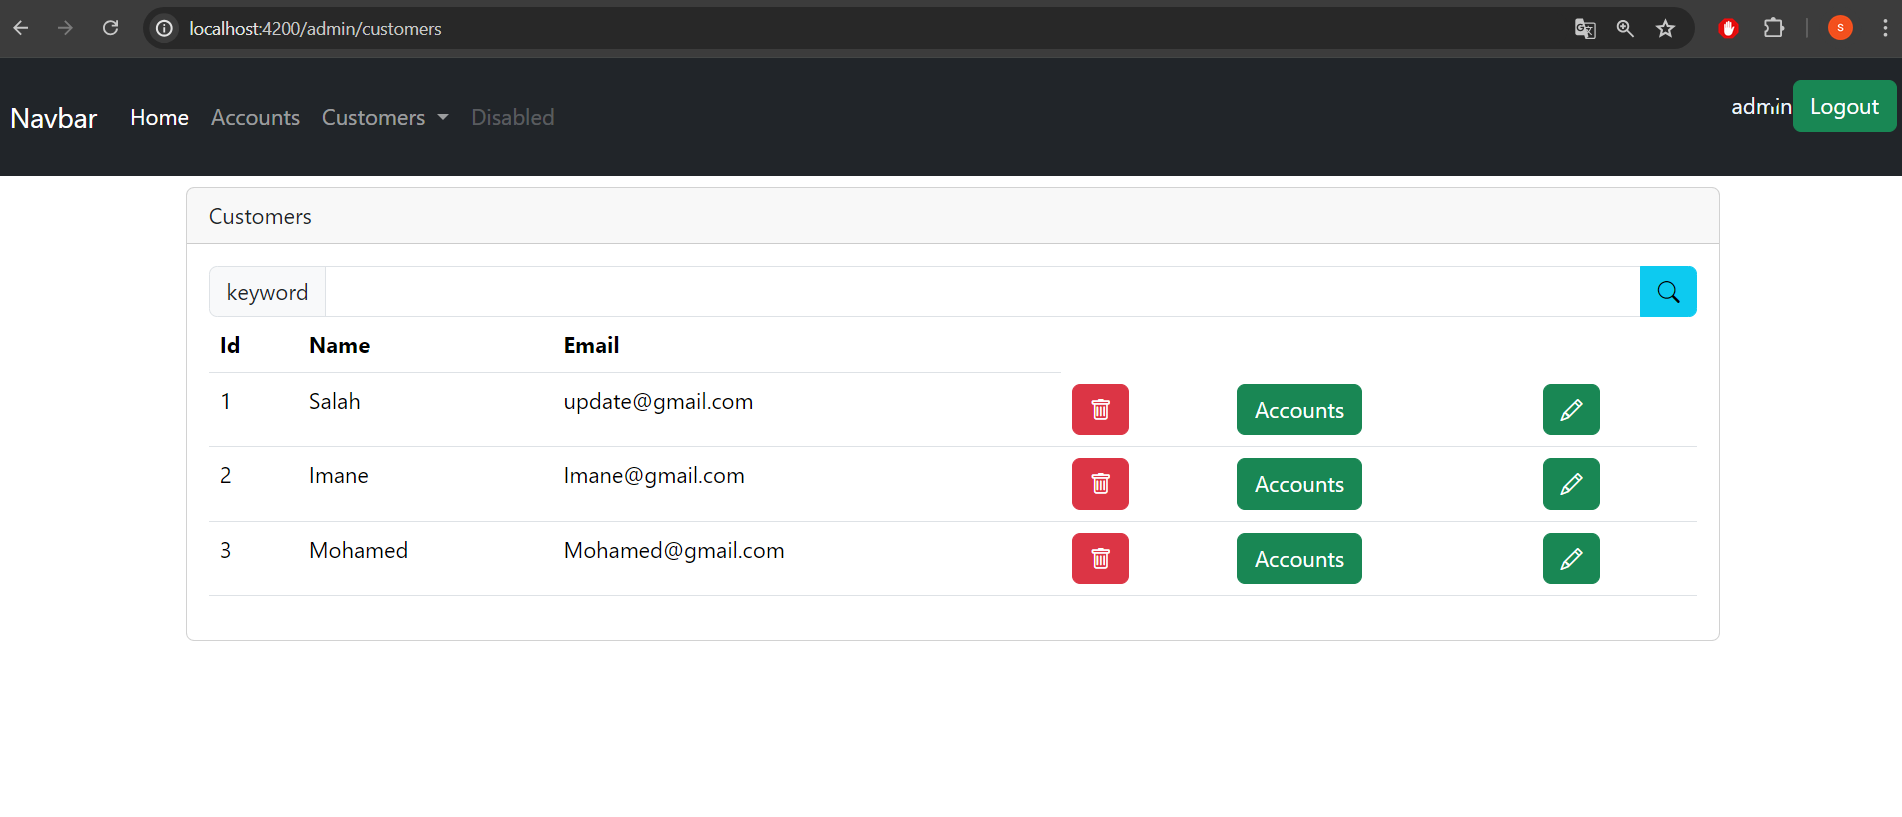 localhost:4200/admin/customers
S
Navbar Home Accounts Customers Disabled admin Logout
Customers
keyword
Id Name Email
1 Salah update@gmail.com Accounts
2 Imane Imane@gmail.com Accounts
3 Mohamed Mohamed@gmail.com Accounts